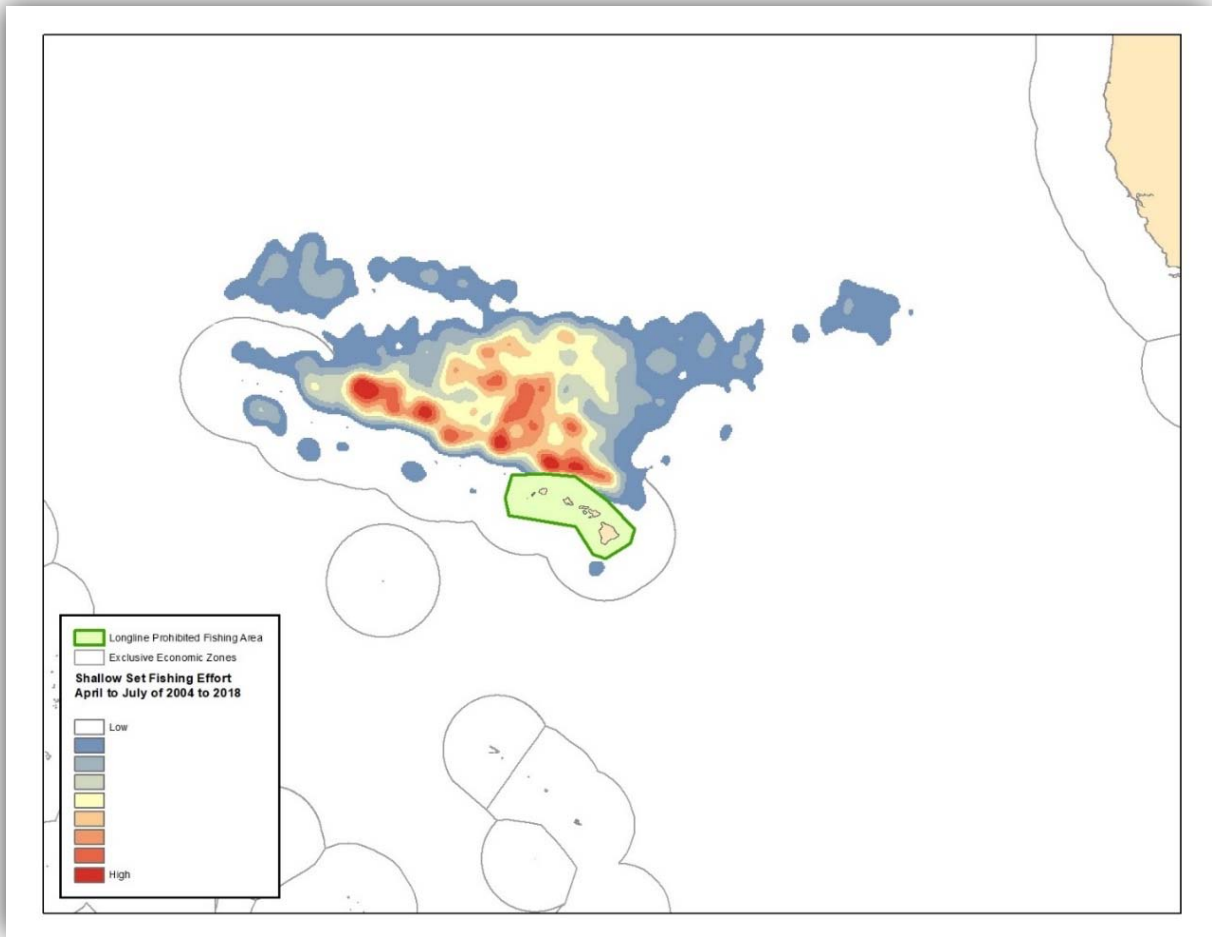 Longline Prohibited Fishing Area
Exclusive Economic Zones
Shallow Set Fishing Effort
April to July of 2004 to 2018
Low
High